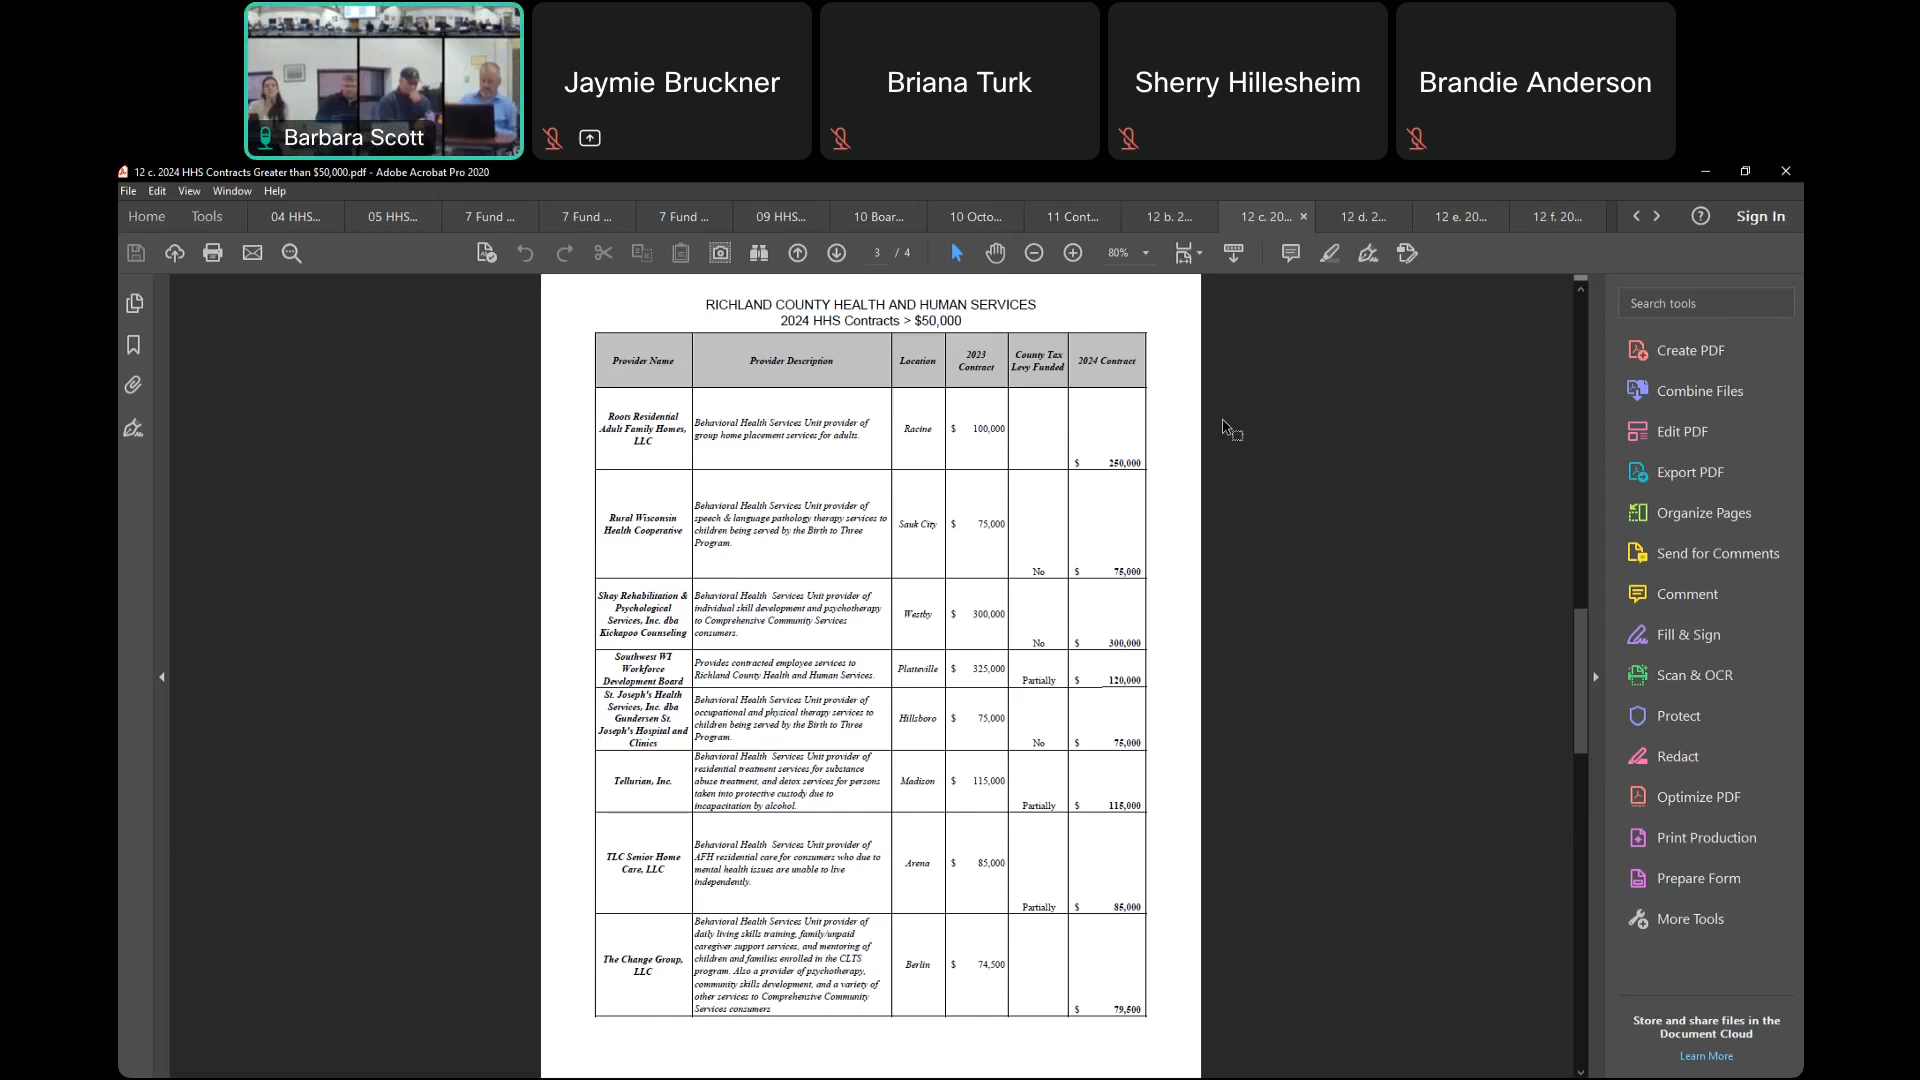 Barbara Scott
Jaymie Bruckner
Briana Turk
Sherry Hillesheim
Brandie Anderson
12 c. 2024 HHS Contracts Greater than $50,000.pdf - Adobe Acrobat Pro 2020
File Edit View Window Help
Home Tools 04 HHS... 05 HHS... 7 Fund ... 7 Fund ... 7 Fund ... 09 HHS... 10 Boar... 10 Octo... 11 Cont... 12 b. 2... 12 c. 20... × 12 d. 2... 12 e. 20... 12 f. 20... Sign In
3 / 4 80%
RICHLAND COUNTY HEALTH AND HUMAN SERVICES
2024 HHS Contracts > $50,000
Provider Name
Provider Description
Location
2023
Contract
County Tax
Levy Funded
2024 Contract
Roots Residential
Adult Family Homes,
LLC
Behavioral Health Services Unit provider of
group home placement services for adults.
Racine
$ 100,000
$ 250,000
Rural Wisconsin
Health Cooperative
Behavioral Health Services Unit provider of
speech & language pathology therapy services to
children being served by the Birth to Three
Program.
Sauk City
$ 75,000
No
$ 75,000
Shay Rehabilitation &
Psychological
Services, Inc. dba
Kickapoo Counseling
Behavioral Health Services Unit provider of
individual skill development and psychotherapy
to Comprehensive Community Services
consumers.
Westby
$ 300,000
No
$ 300,000
Southwest WI
Workforce
Development Board
Provides contracted employee services to
Richland County Health and Human Services.
Platteville
$ 325,000
Partially
$ 120,000
St. Joseph's Health
Services, Inc. dba
Gundersen St.
Joseph's Hospital and
Clinics
Behavioral Health Services Unit provider of
occupational and physical therapy services to
children being served by the Birth to Three
Program.
Hillsboro
$ 75,000
No
$ 75,000
Tellurian, Inc.
Behavioral Health Services Unit provider of
residential treatment services for substance
abuse treatment, and detox services for persons
taken into protective custody due to
incapacitation by alcohol.
Madison
$ 115,000
Partially
$ 115,000
TLC Senior Home
Care, LLC
Behavioral Health Services Unit provider of
AFH residential care for consumers who due to
mental health issues are unable to live
independently.
Arena
$ 85,000
Partially
$ 85,000
The Change Group,
LLC
Behavioral Health Services Unit provider of
daily living skills training, family/unpaid
caregiver support services, and mentoring of
children and families enrolled in the CLTS
program. Also a provider of psychotherapy,
community skills development, and a variety of
other services to Comprehensive Community
Services consumers
Berlin
$ 74,500
$ 79,500
Search tools
Create PDF
Combine Files
Edit PDF
Export PDF
Organize Pages
Send for Comments
Comment
Fill & Sign
Scan & OCR
Protect
Redact
Optimize PDF
Print Production
Prepare Form
More Tools
Store and share files in the
Document Cloud
Learn More